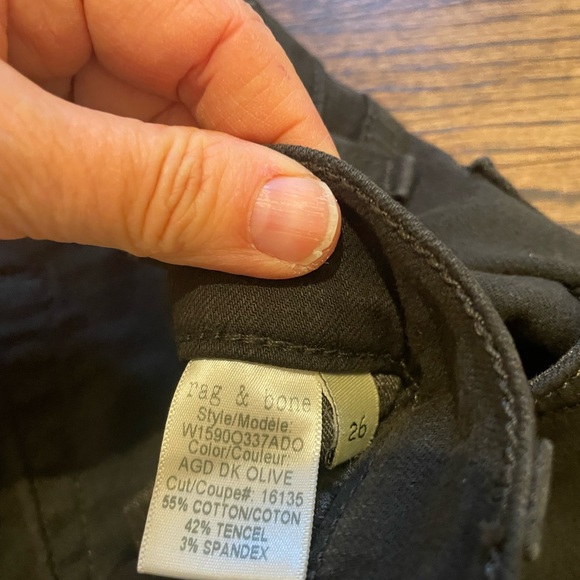 rag & bone
Style/Modèle:
W1590O337ADO
Color/Couleur:
AGD DK OLIVE
Cut/Coupe#: 16135
55% COTTON/COTON
42% TENCEL
3% SPANDEX
26